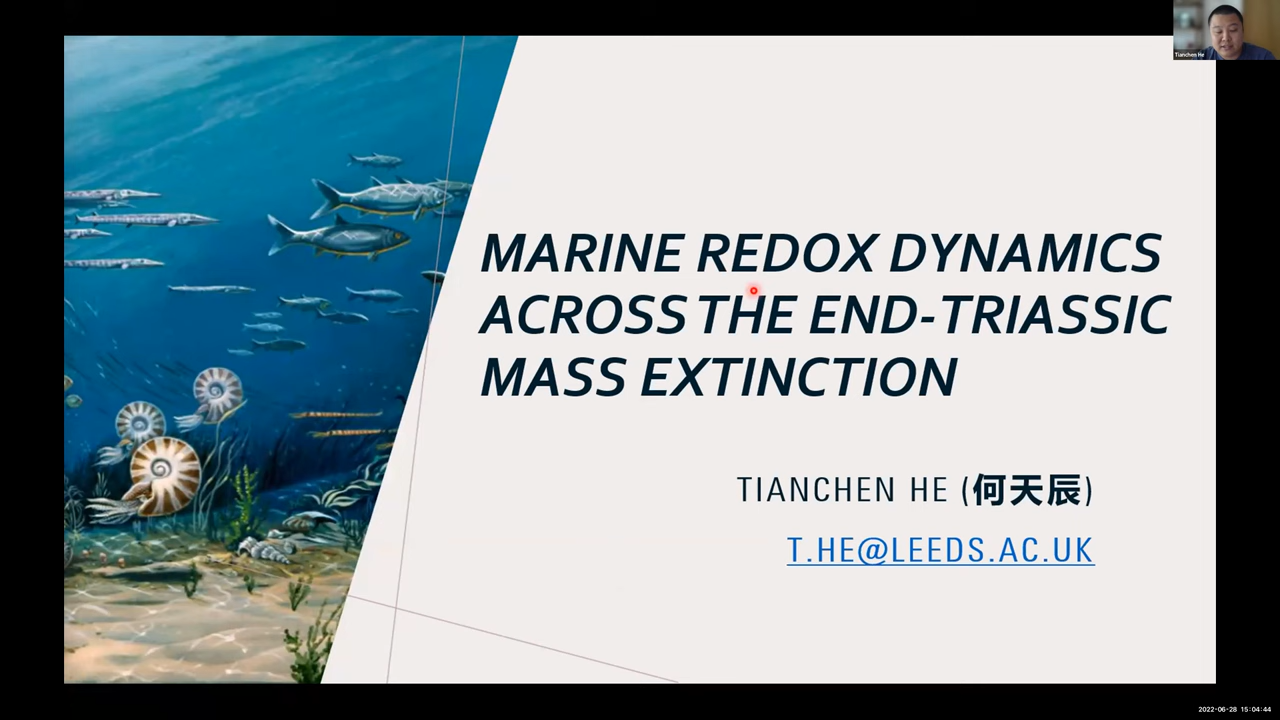 Tianchen He
MARINE REDOX DYNAMICS
ACROSS THE END-TRIASSIC
MASS EXTINCTION
TIANCHEN HE (何天辰)
T.HE@LEEDS.AC.UK
2022-06-28 15:04:44